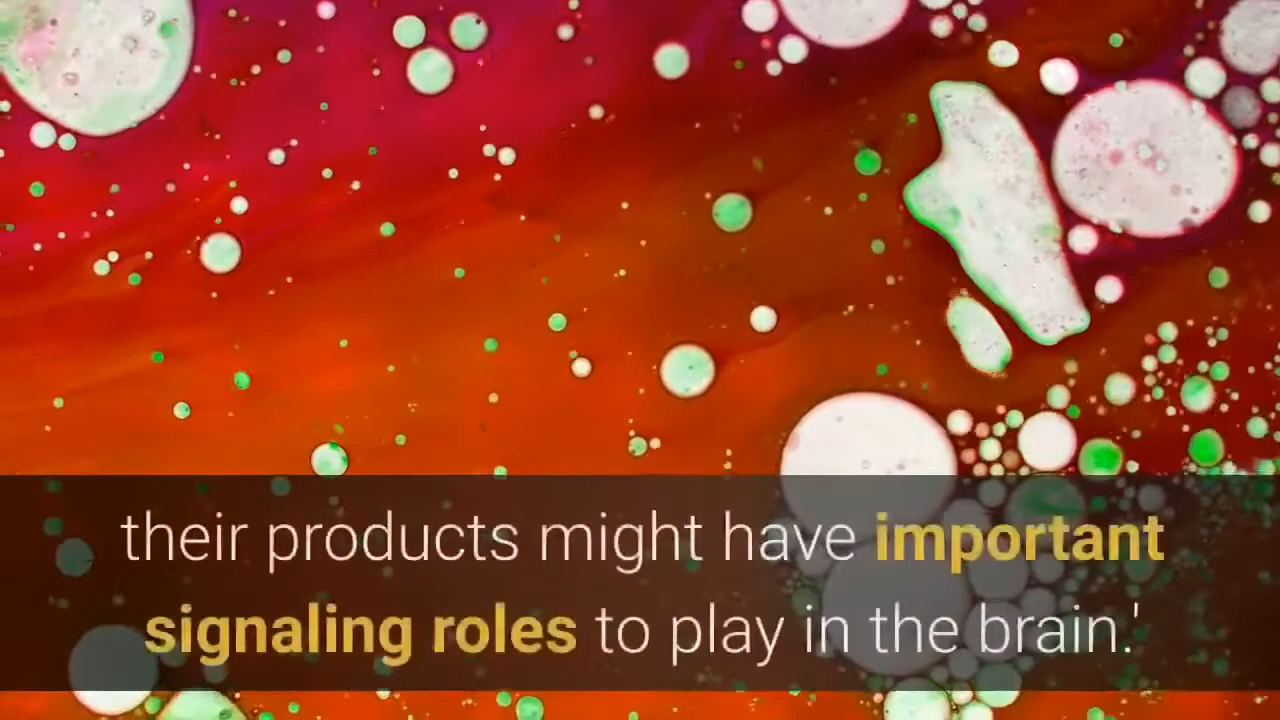 their products might have important
signaling roles to play in the brain.'